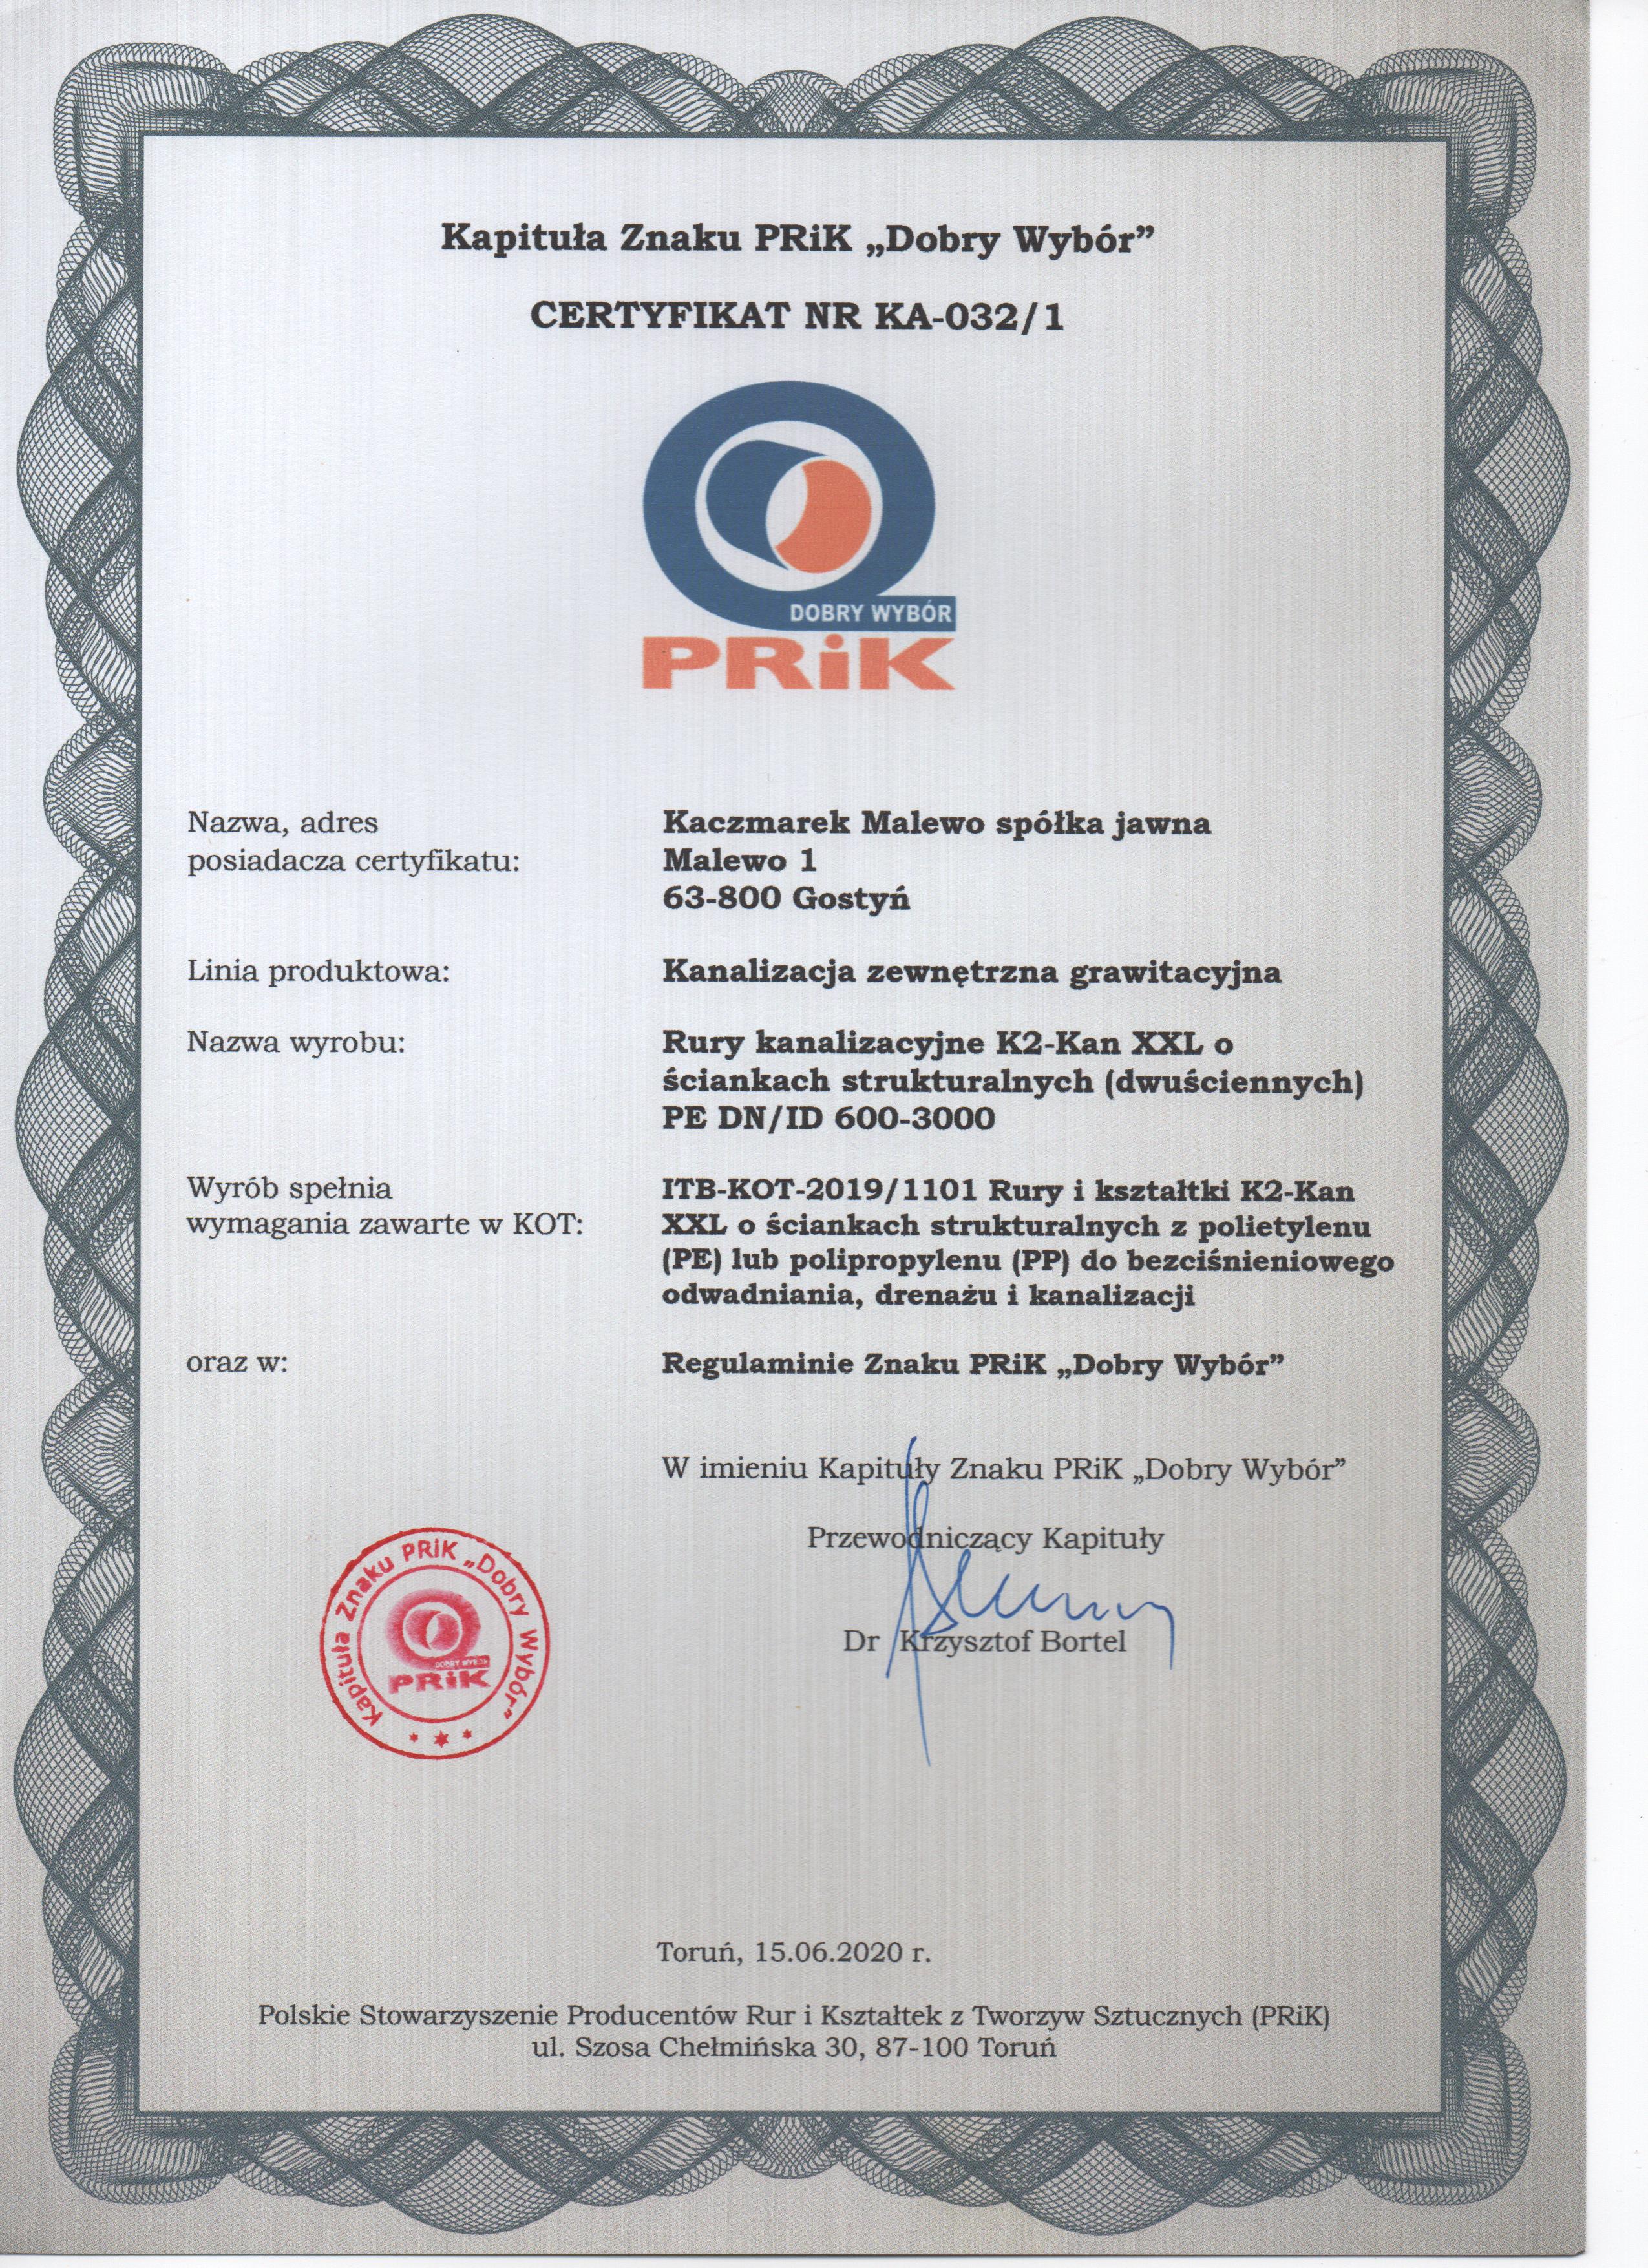 Kapituła Znaku PRiK „Dobry Wybór”
CERTYFIKAT NR KA-032/1
DOBRY WYBÓR
PRiK
Nazwa, adres
posiadacza certyfikatu:
Kaczmarek Malewo spółka jawna
Malewo 1
63-800 Gostyń
Linia produktowa:
Kanalizacja zewnętrzna grawitacyjna
Nazwa wyrobu:
Rury kanalizacyjne K2-Kan XXL o
ściankach strukturalnych (dwuściennych)
PE DN/ID 600-3000
Wyrób spełnia
wymagania zawarte w KOT:
ITB-KOT-2019/1101 Rury i kształtki K2-Kan
XXL o ściankach strukturalnych z polietylenu
(PE) lub polipropylenu (PP) do bezciśnieniowego
odwadniania, drenażu i kanalizacji
oraz w:
Regulaminie Znaku PRiK „Dobry Wybór”
W imieniu Kapituły Znaku PRiK „Dobry Wybór”
Przewodniczący Kapituły
Dr Krzysztof Bortel
Kapituła Znaku PRiK „Dobry Wybór”
DOBRY WYBÓR
PRiK
Toruń, 15.06.2020 r.
Polskie Stowarzyszenie Producentów Rur i Kształtek z Tworzyw Sztucznych (PRiK)
ul. Szosa Chełmińska 30, 87-100 Toruń